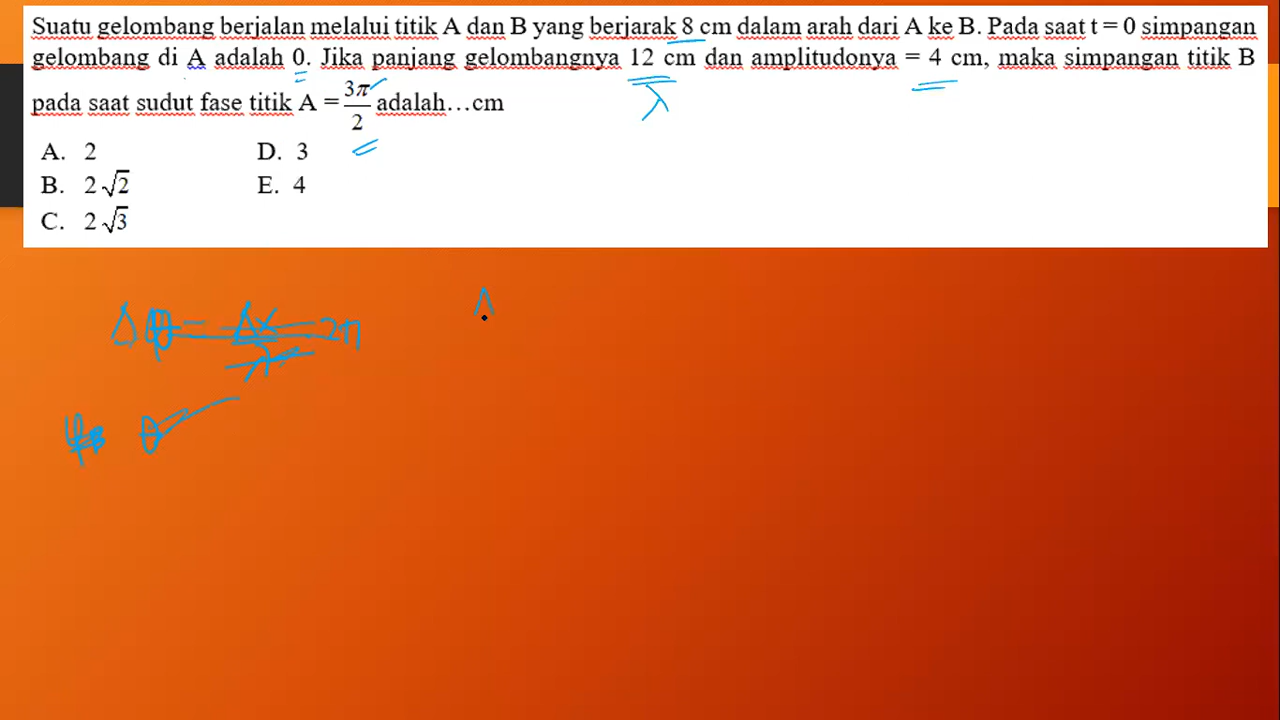 Suatu gelombang berjalan melalui titik A dan B yang berjarak 8 cm dalam arah dari A ke B. Pada saat t = 0 simpangan
gelombang di A adalah 0. Jika panjang gelombangnya 12 cm dan amplitudonya = 4 cm, maka simpangan titik B
pada saat sudut fase titik A = 3π/2 adalah...cm
λ
A. 2
D. 3
B. 2√2
E. 4
C. 2√3
Δφ = Δx/λ 2π
φB θ
A